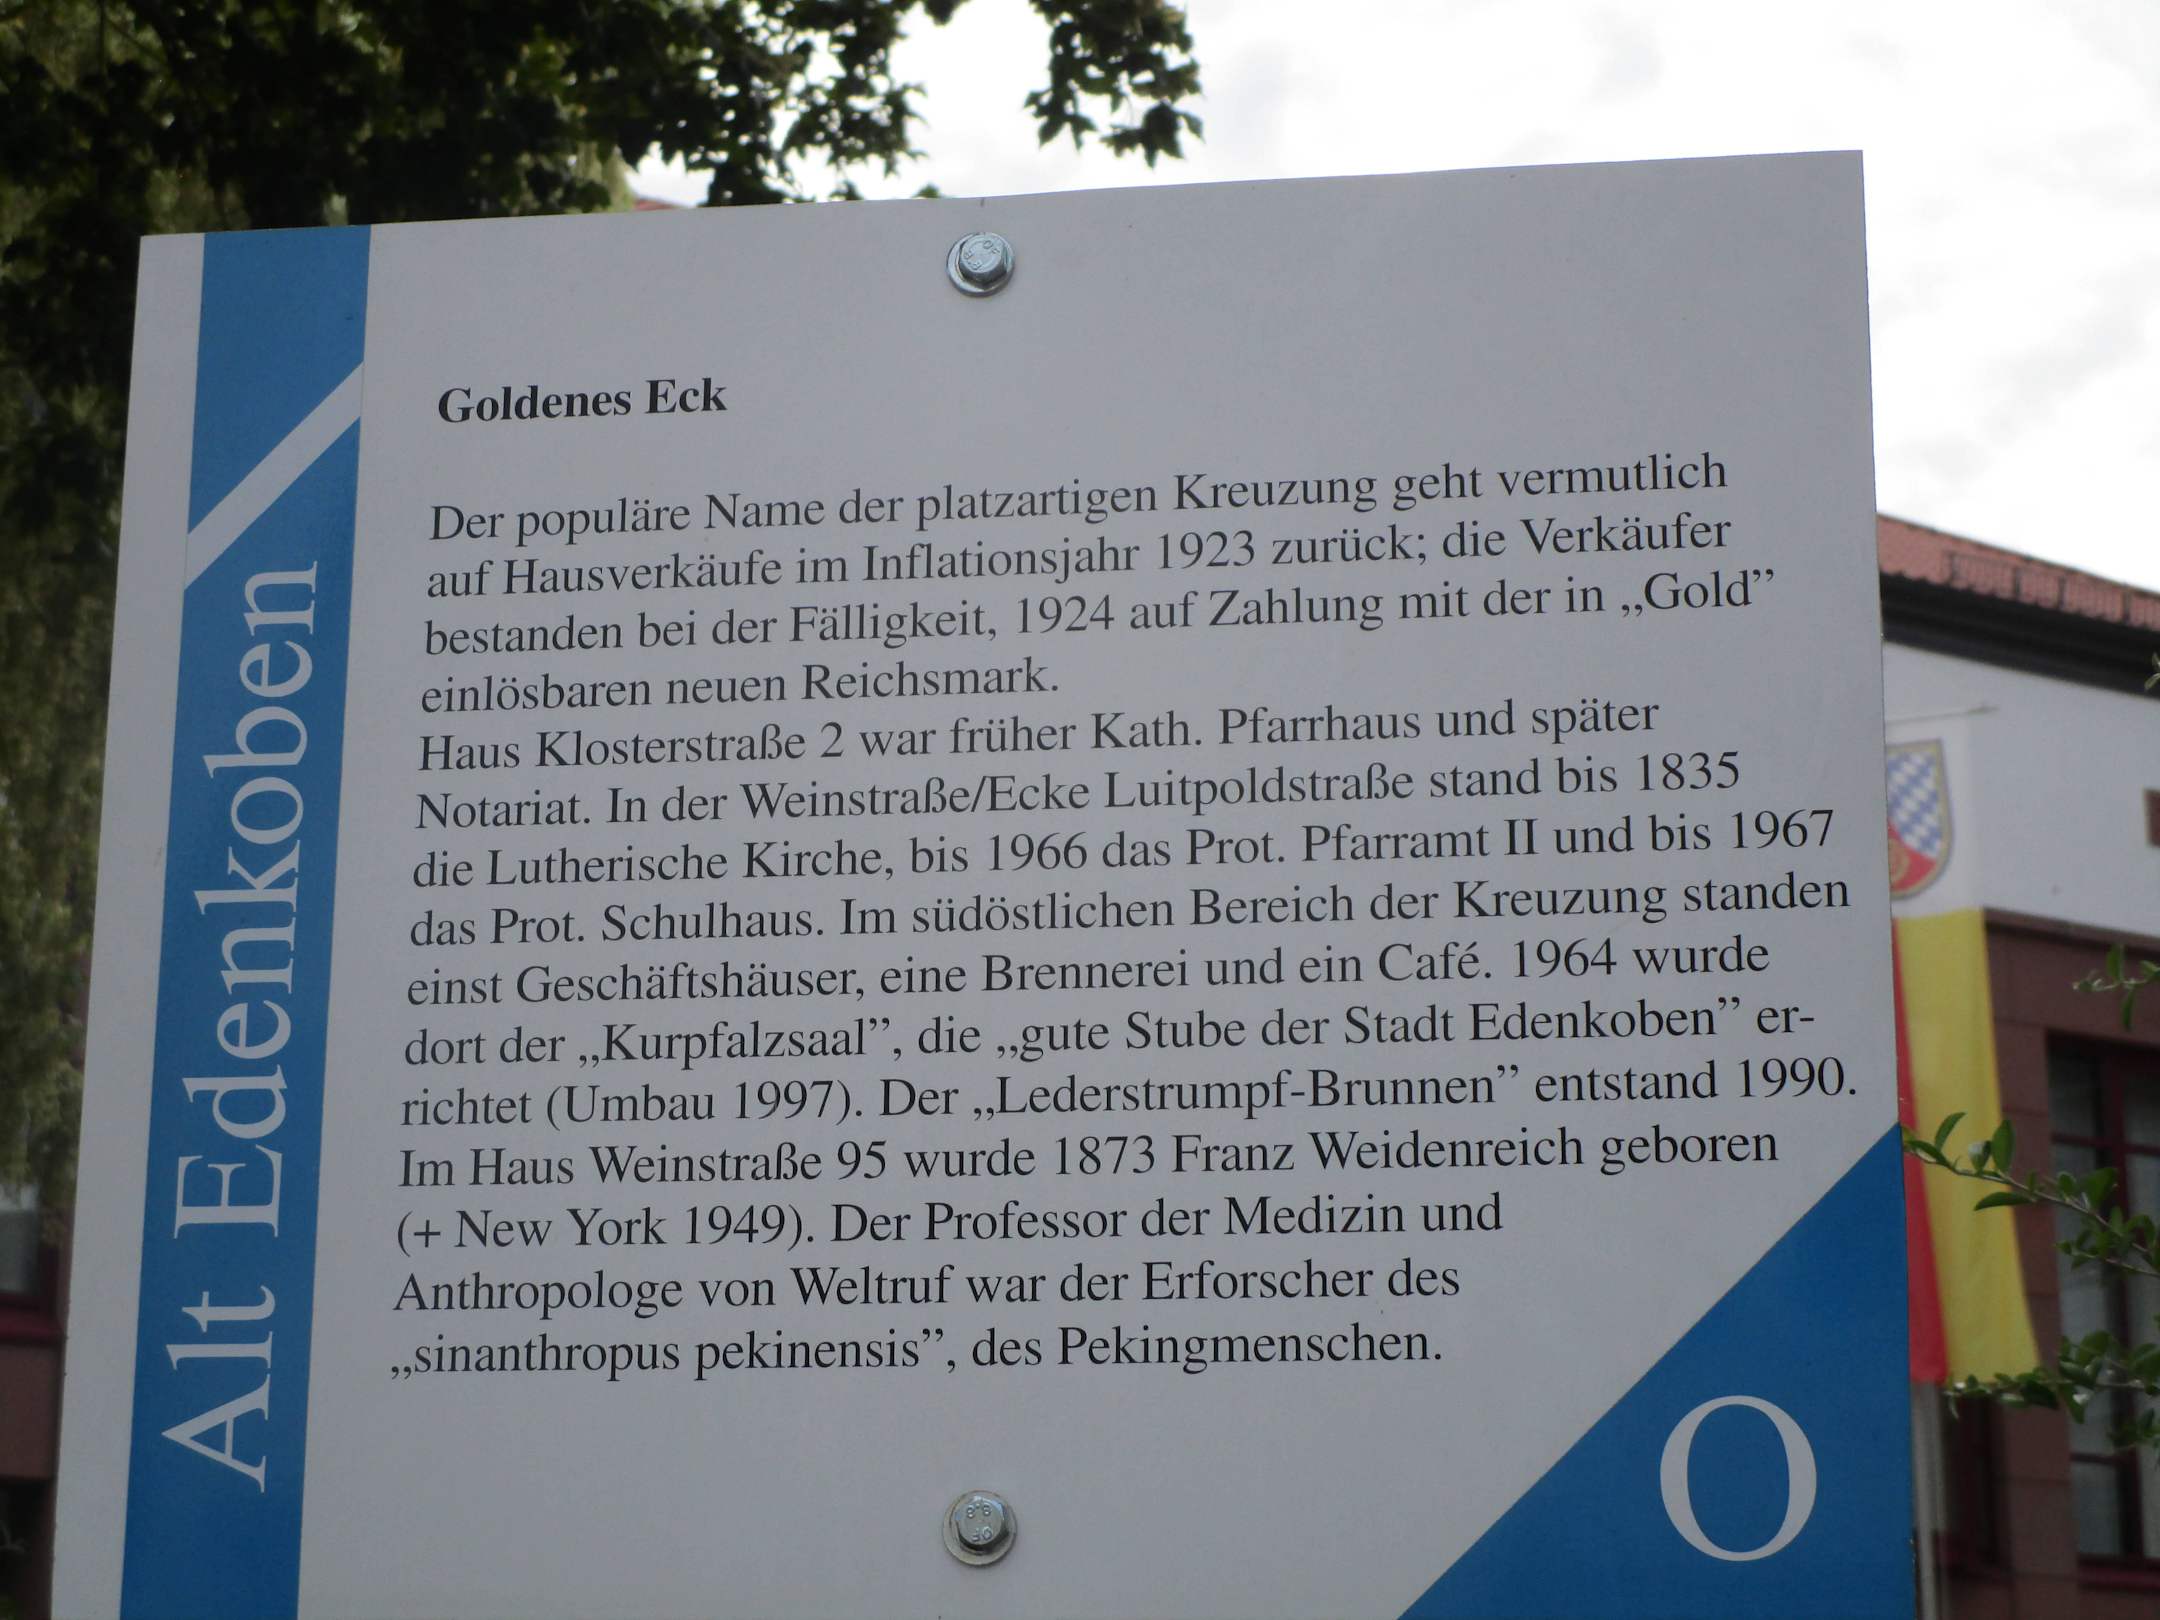 Alt Edenkoben
Goldenes Eck
Der populäre Name der platzartigen Kreuzung geht vermutlich
auf Hausverkäufe im Inflationsjahr 1923 zurück; die Verkäufer
bestanden bei der Fälligkeit, 1924 auf Zahlung mit der in „Gold”
einlösbaren neuen Reichsmark.
Haus Klosterstraße 2 war früher Kath. Pfarrhaus und später
Notariat. In der Weinstraße/Ecke Luitpoldstraße stand bis 1835
die Lutherische Kirche, bis 1966 das Prot. Pfarramt II und bis 1967
das Prot. Schulhaus. Im südöstlichen Bereich der Kreuzung standen
einst Geschäftshäuser, eine Brennerei und ein Café. 1964 wurde
dort der „Kurpfalzsaal”, die „gute Stube der Stadt Edenkoben” er-
richtet (Umbau 1997). Der „Lederstrumpf-Brunnen” entstand 1990.
Im Haus Weinstraße 95 wurde 1873 Franz Weidenreich geboren
(+ New York 1949). Der Professor der Medizin und
Anthropologe von Weltruf war der Erforscher des
„sinanthropus pekinensis”, des Pekingmenschen.
O
8.8
OF